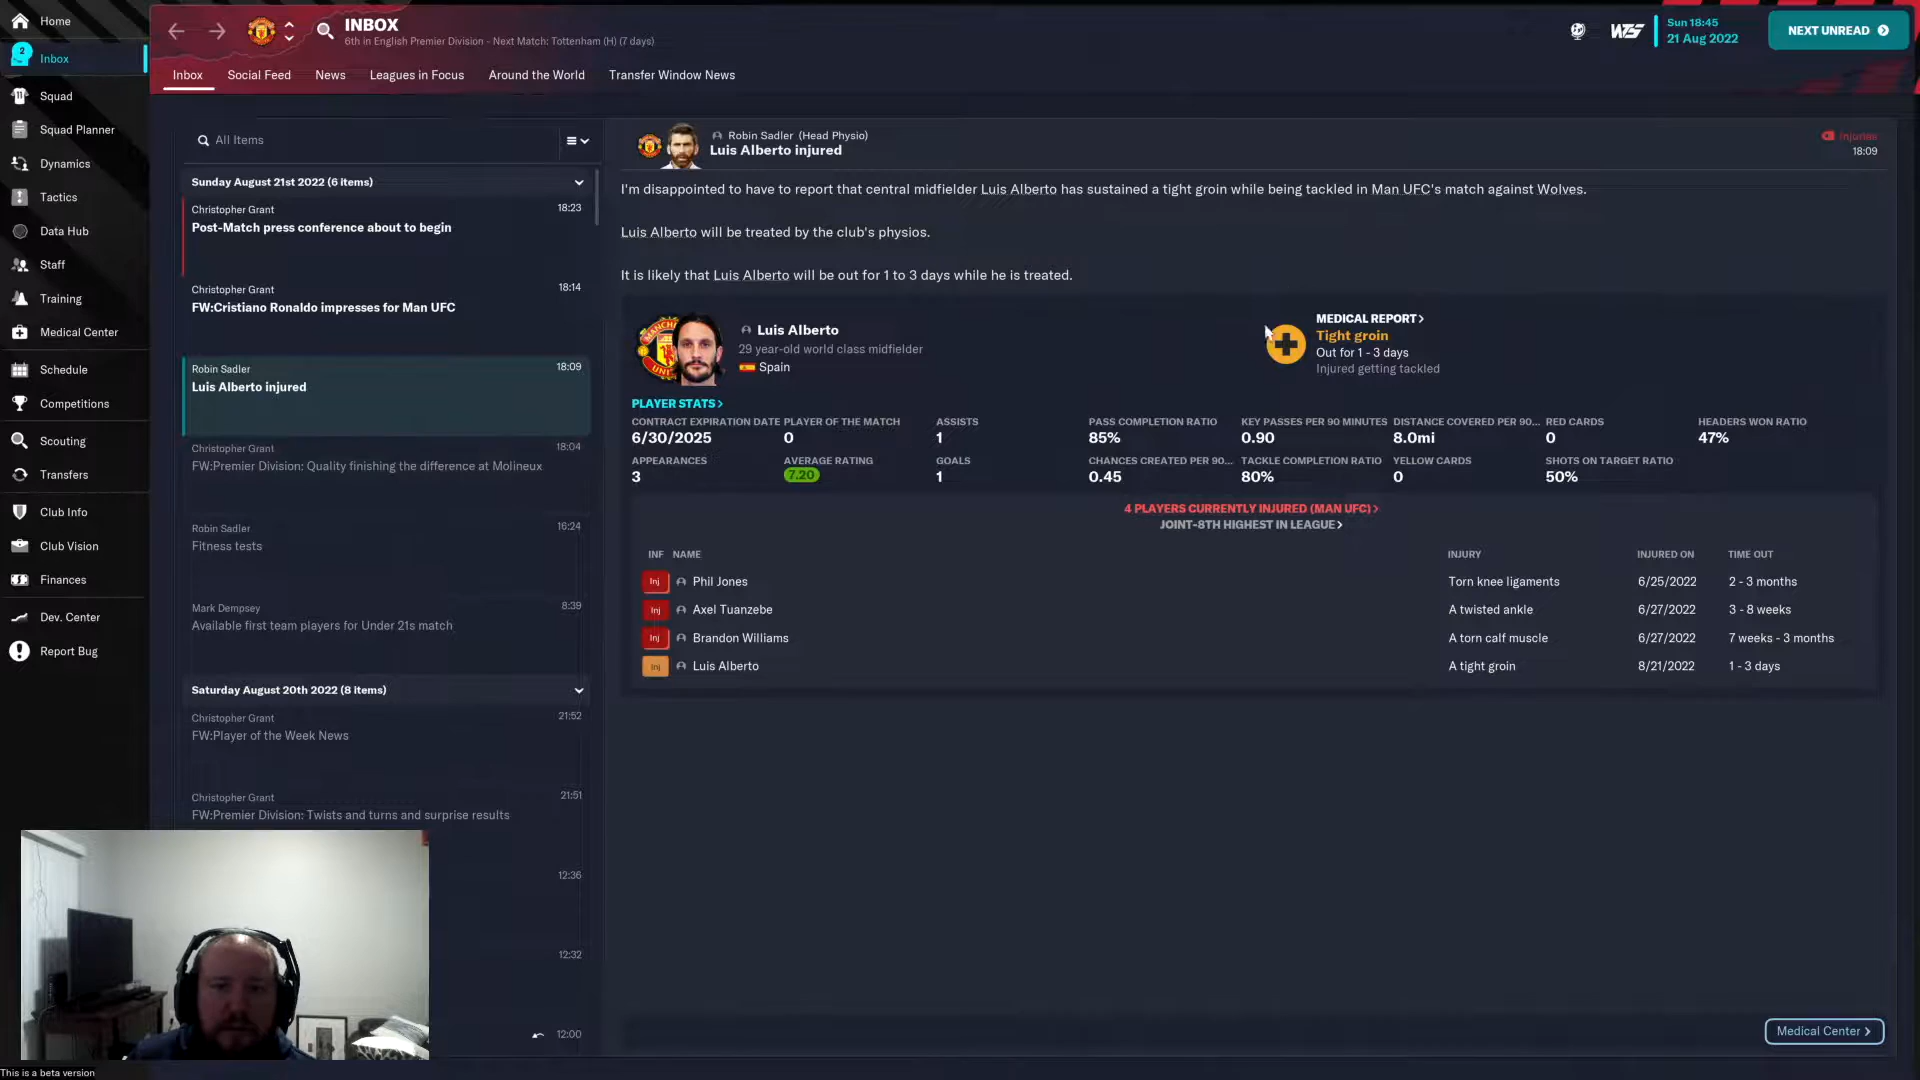 Home
2
Inbox
Squad
Squad Planner
Dynamics
Tactics
Data Hub
Staff
Training
Medical Center
Schedule
Competitions
Scouting
Transfers
Club Info
Club Vision
Finances
Dev. Center
Report Bug
INBOX
6th in English Premier Division - Next Match: Tottenham (H) (7 days)
Sun 18:45
21 Aug 2022
NEXT UNREAD
Inbox Social Feed News Leagues in Focus Around the World Transfer Window News
All Items
Sunday August 21st 2022 (6 items)
Christopher Grant 18:23
Post-Match press conference about to begin
Christopher Grant 18:14
FW:Cristiano Ronaldo impresses for Man UFC
Robin Sadler 18:09
Luis Alberto injured
Christopher Grant 18:04
FW:Premier Division: Quality finishing the difference at Molineux
Robin Sadler 16:24
Fitness tests
Mark Dempsey 8:39
Available first team players for Under 21s match
Saturday August 20th 2022 (8 items)
Christopher Grant 21:52
FW:Player of the Week News
Christopher Grant 21:51
FW:Premier Division: Twists and turns and surprise results
12:36
12:32
12:00
Robin Sadler (Head Physio)
Luis Alberto injured
Injuries
18:09
I'm disappointed to have to report that central midfielder Luis Alberto has sustained a tight groin while being tackled in Man UFC's match against Wolves.
Luis Alberto will be treated by the club's physios.
It is likely that Luis Alberto will be out for 1 to 3 days while he is treated.
Luis Alberto
29 year-old world class midfielder
Spain
MEDICAL REPORT>
Tight groin
Out for 1 - 3 days
Injured getting tackled
PLAYER STATS>
CONTRACT EXPIRATION DATE PLAYER OF THE MATCH ASSISTS PASS COMPLETION RATIO KEY PASSES PER 90 MINUTES DISTANCE COVERED PER 90... RED CARDS HEADERS WON RATIO
6/30/2025 0 1 85% 0.90 8.0mi 0 47%
APPEARANCES AVERAGE RATING GOALS CHANCES CREATED PER 90... TACKLE COMPLETION RATIO YELLOW CARDS SHOTS ON TARGET RATIO
3 7.20 1 0.45 80% 0 50%
4 PLAYERS CURRENTLY INJURED (MAN UFC)>
JOINT-8TH HIGHEST IN LEAGUE>
INF NAME INJURY INJURED ON TIME OUT
Inj Phil Jones Torn knee ligaments 6/25/2022 2 - 3 months
Inj Axel Tuanzebe A twisted ankle 6/27/2022 3 - 8 weeks
Inj Brandon Williams A torn calf muscle 6/27/2022 7 weeks - 3 months
Inj Luis Alberto A tight groin 8/21/2022 1 - 3 days
Medical Center >
This is a beta version